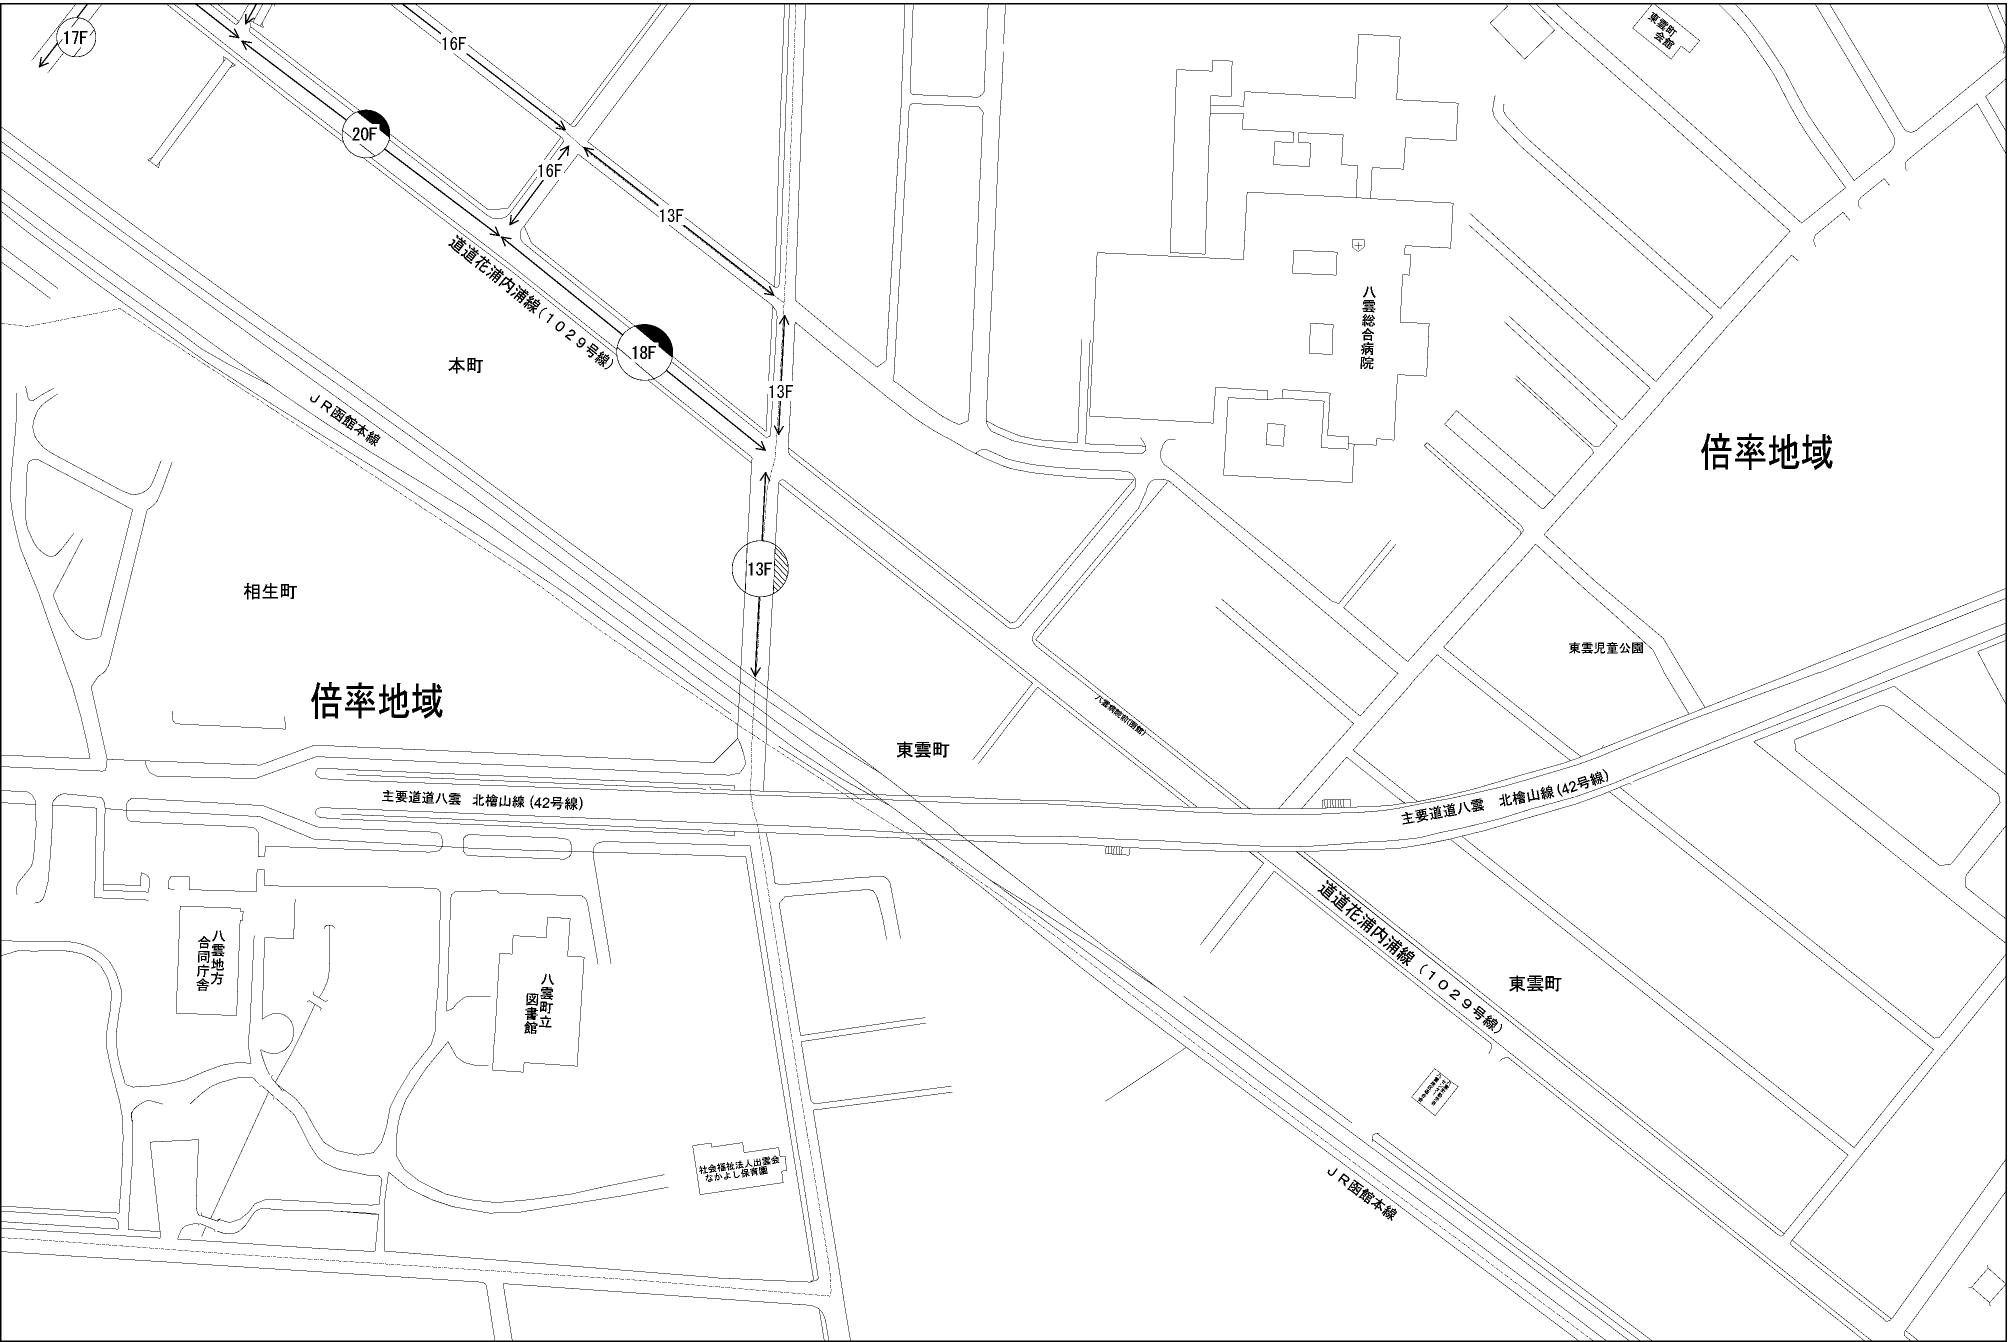 17F
16F
東雲町
会館
20F
16F
13F
道道花浦内浦線(1029号線)
18F
本町
13F
八雲総合病院
JR函館本線
倍率地域
13F
相生町
東雲児童公園
倍率地域
八雲病院前(函館)
東雲町
主要道道八雲 北檜山線(42号線)
主要道道八雲 北檜山線(42号線)
道道花浦内浦線(1029号線)
八雲地方
合同庁舎
八雲町立
図書館
東雲町
社会福祉法人出雲会
なかよし保育園
JR函館本線